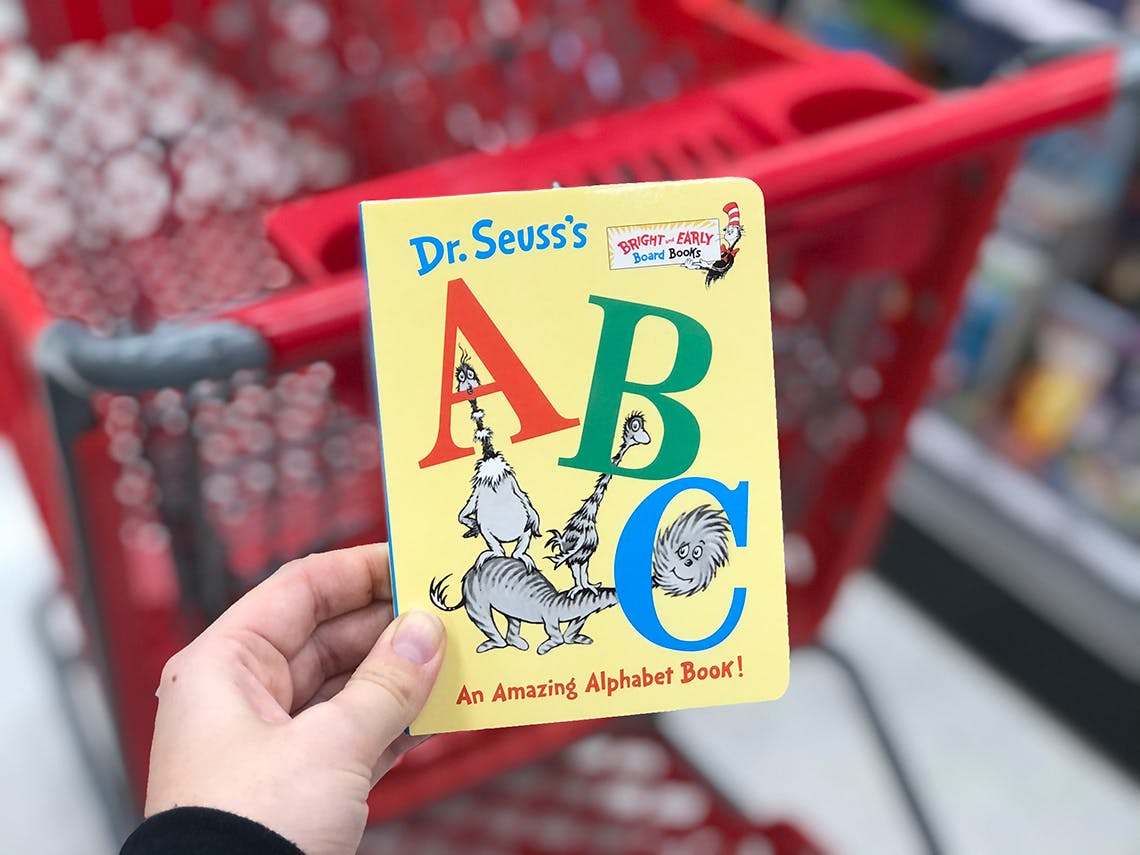 Dr. Seuss's
BRIGHT and EARLY
Board Books
A
B
C
An Amazing Alphabet Book!